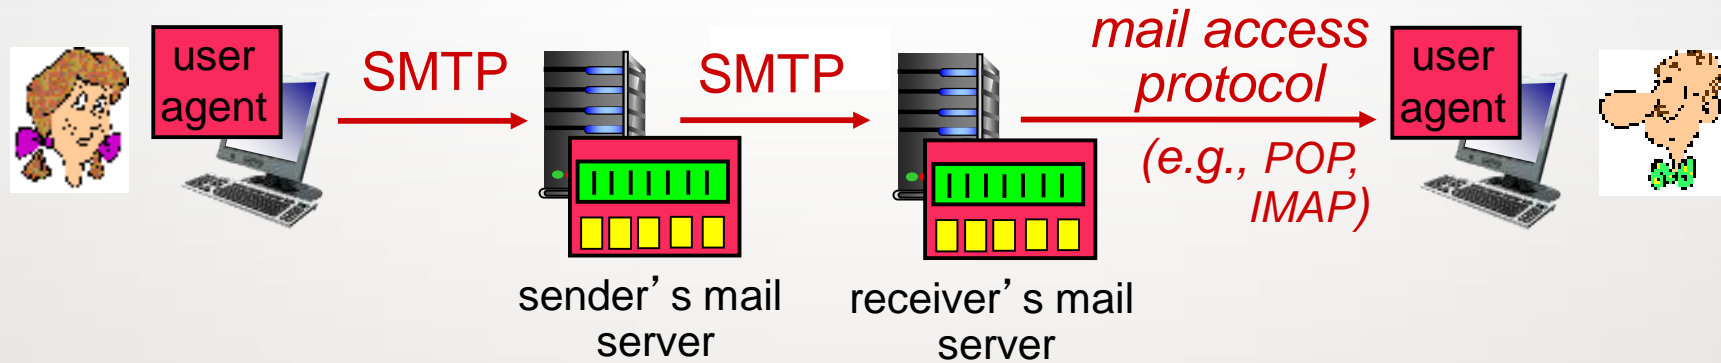 user
agent
SMTP
SMTP
mail access
protocol
(e.g., POP,
IMAP)
user
agent
sender’s mail
server
receiver’s mail
server